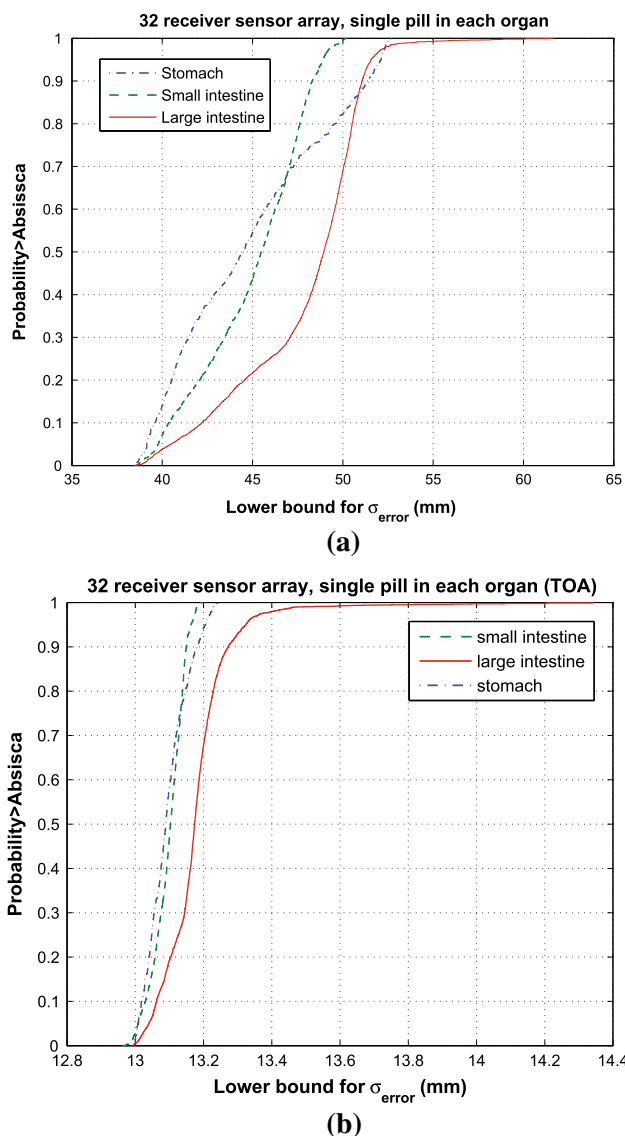 32 receiver sensor array, single pill in each organ
1
0.9
0.8
0.7
0.6
0.5
0.4
0.3
0.2
0.1
0
Probability>Absissca
Stomach
Small intestine
Large intestine
35 40 45 50 55 60 65
Lower bound for σerror (mm)
(a)
32 receiver sensor array, single pill in each organ (TOA)
1
0.9
0.8
0.7
0.6
0.5
0.4
0.3
0.2
0.1
0
Probability>Absisca
small intestine
large intestine
stomach
12.8 13 13.2 13.4 13.6 13.8 14 14.2 14.4
Lower bound for σerror (mm)
(b)